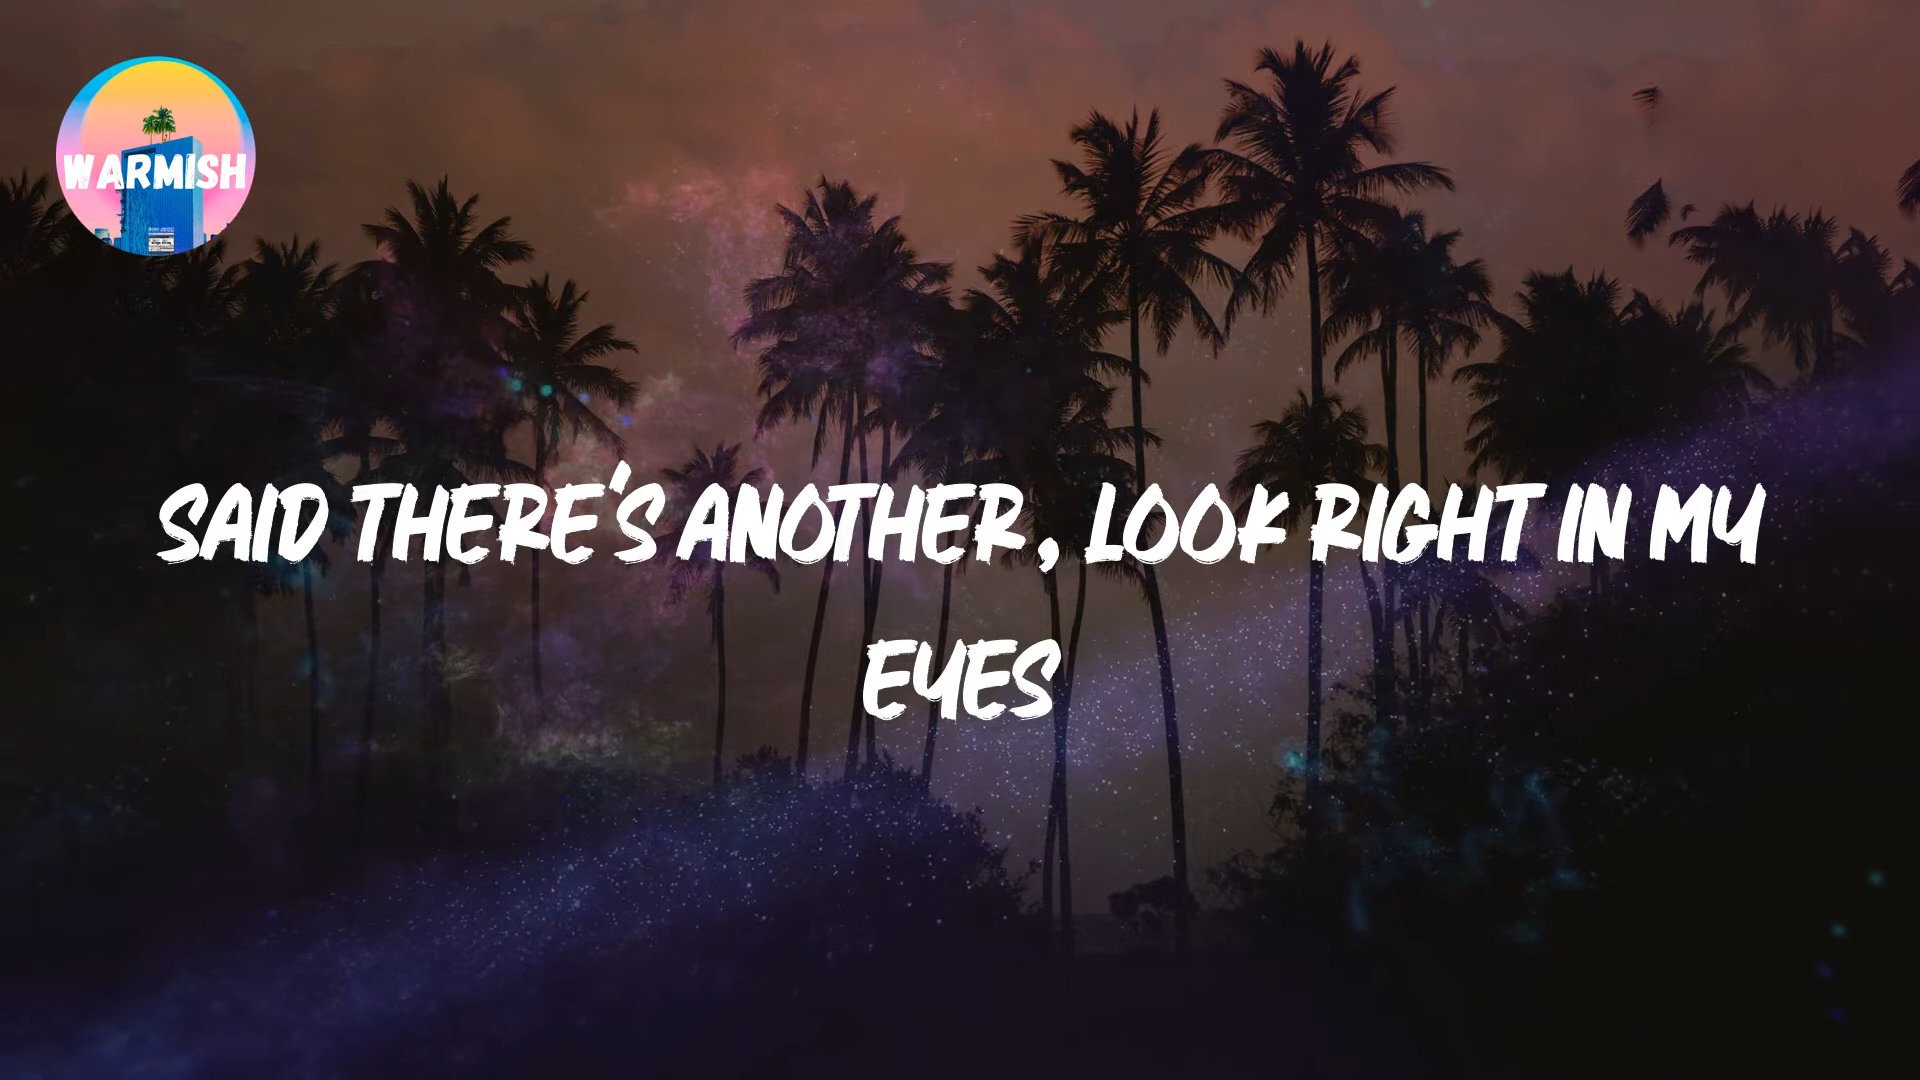 WARMISH
SAID THERE'S ANOTHER, LOOK RIGHT IN MY
EYES